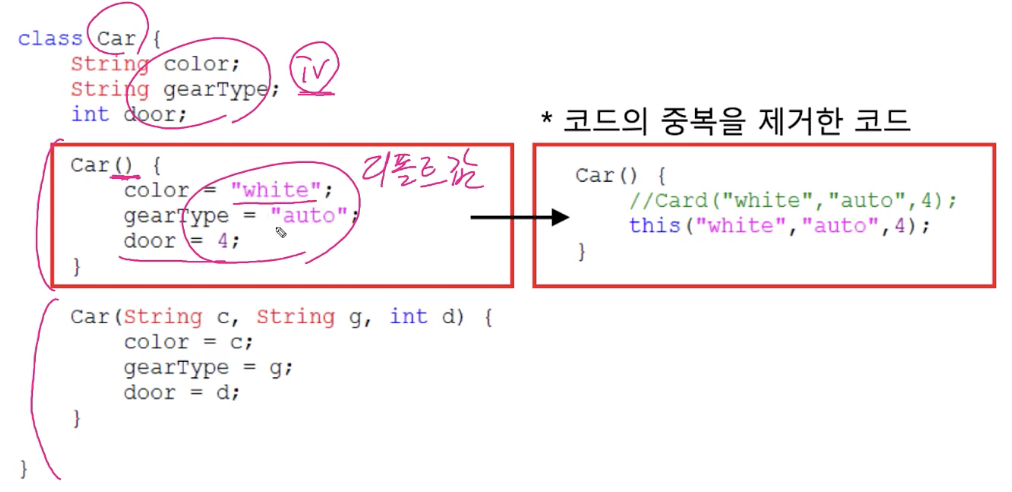 class Car {
String color;
String gearType;
iv
int door;
* 코드의 중복을 제거한 코드
Car() {
color = "white";
gearType = "auto";
door = 4;
}
디폴트값
Car() {
//Card("white","auto",4);
this("white","auto",4);
}
Car(String c, String g, int d) {
color = c;
gearType = g;
door = d;
}
}